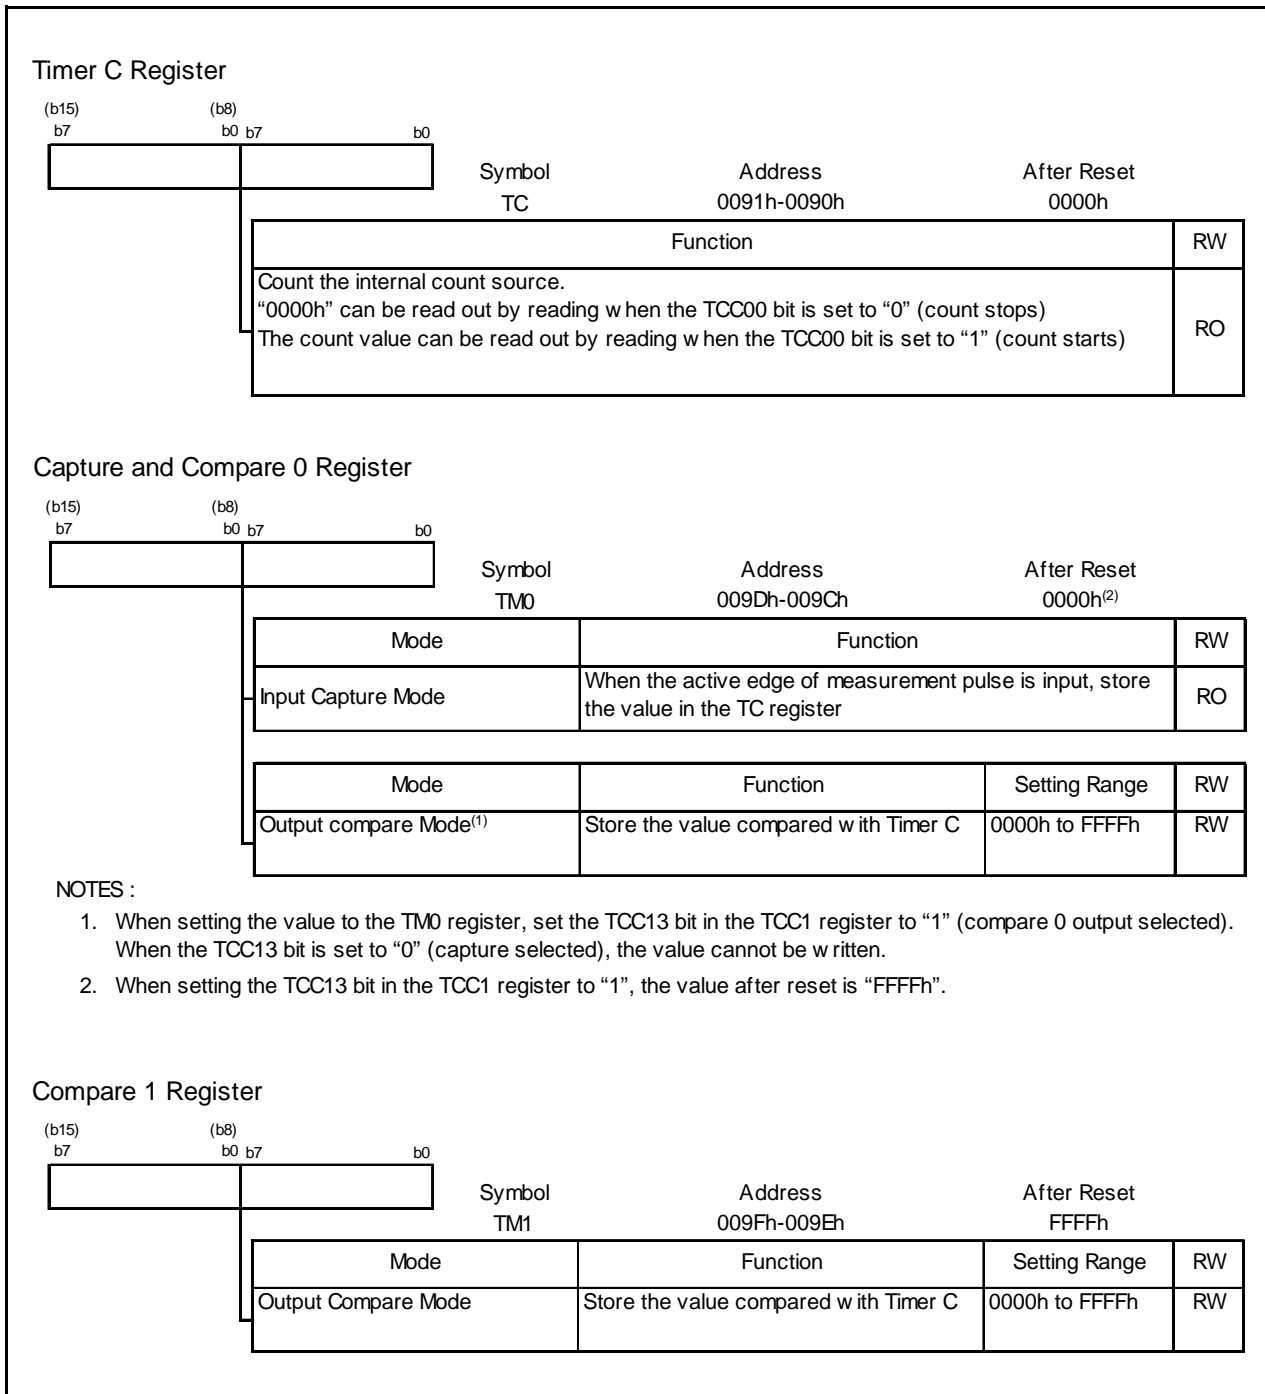 Timer C Register
(b15) (b8)
b7 b0 b7 b0
Symbol Address After Reset
TC 0091h-0090h 0000h
Function RW
Count the internal count source.
“0000h” can be read out by reading when the TCC00 bit is set to “0” (count stops)
The count value can be read out by reading when the TCC00 bit is set to “1” (count starts)
RO
Capture and Compare 0 Register
(b15) (b8)
b7 b0 b7 b0
Symbol Address After Reset
TM0 009Dh-009Ch 0000h(2)
Mode Function RW
Input Capture Mode When the active edge of measurement pulse is input, store
the value in the TC register
RO
Mode Function Setting Range RW
Output compare Mode(1) Store the value compared with Timer C 0000h to FFFFh RW
NOTES :
1. When setting the value to the TM0 register, set the TCC13 bit in the TCC1 register to “1” (compare 0 output selected).
When the TCC13 bit is set to “0” (capture selected), the value cannot be written.
2. When setting the TCC13 bit in the TCC1 register to “1”, the value after reset is “FFFFh”.
Compare 1 Register
(b15) (b8)
b7 b0 b7 b0
Symbol Address After Reset
TM1 009Fh-009Eh FFFFh
Mode Function Setting Range RW
Output Compare Mode Store the value compared with Timer C 0000h to FFFFh RW